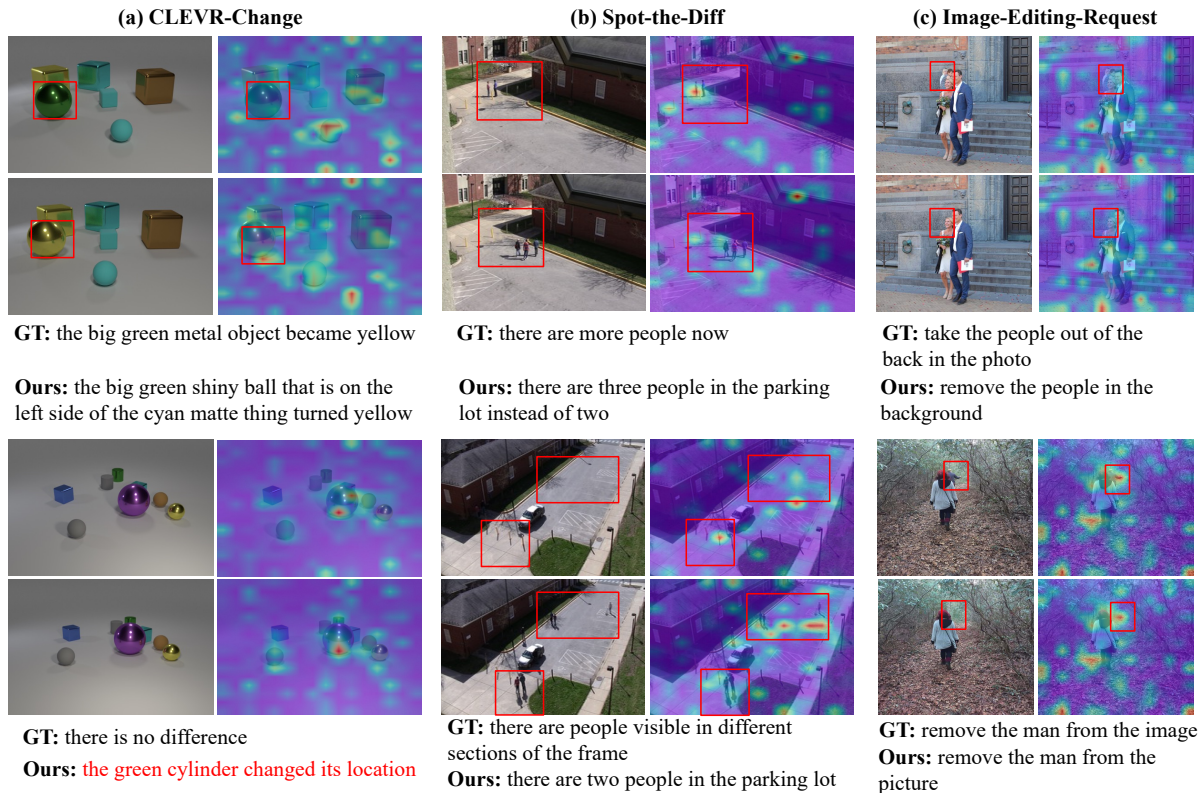 (a) CLEVR-Change
(b) Spot-the-Diff
(c) Image-Editing-Request
GT: the big green metal object became yellow
Ours: the big green shiny ball that is on the
left side of the cyan matte thing turned yellow
GT: there are more people now
Ours: there are three people in the parking
lot instead of two
GT: take the people out of the
back in the photo
Ours: remove the people in the
background
GT: there is no difference
Ours: the green cylinder changed its location
GT: there are people visible in different
sections of the frame
Ours: there are two people in the parking lot
GT: remove the man from the image
Ours: remove the man from the
picture